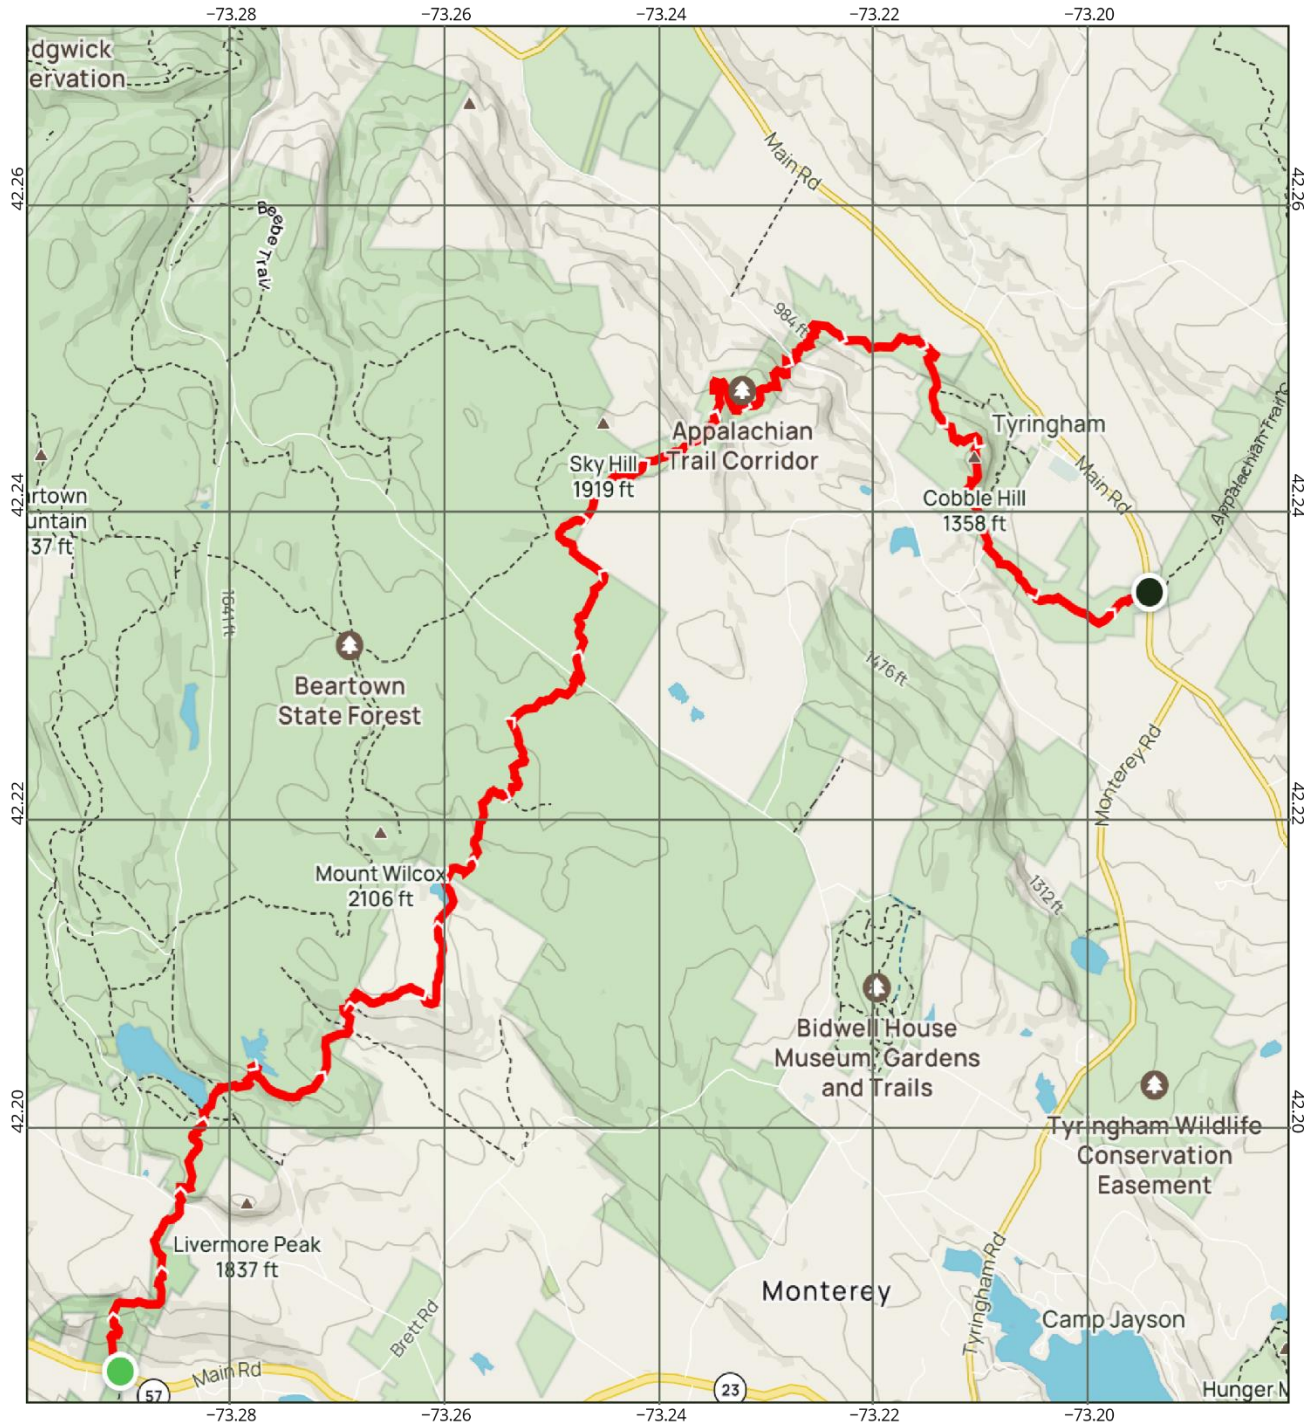 −73.28 −73.26 −73.24 −73.22 −73.20
dgwick
ervation
Main Rd
42.26
42.26
Beebe Trail
984 ft
Appalachian
Trail Corridor
Tyringham
Main Rd
Appalachian Trail
Sky Hill
1919 ft
artown
untain
37 ft
42.24
42.24
Cobble Hill
1358 ft
1641 ft
Beartown
State Forest
1476 ft
Monterey Rd
42.22
42.22
Mount Wilcox
2106 ft
1312 ft
Bidwell House
Museum, Gardens
and Trails
42.20
42.20
Tyringham Wildlife
Conservation
Easement
Livermore Peak
1837 ft
Monterey
Tyringham Rd
Camp Jayson
Brett Rd
Main Rd
57
23
Hunger M
−73.28 −73.26 −73.24 −73.22 −73.20